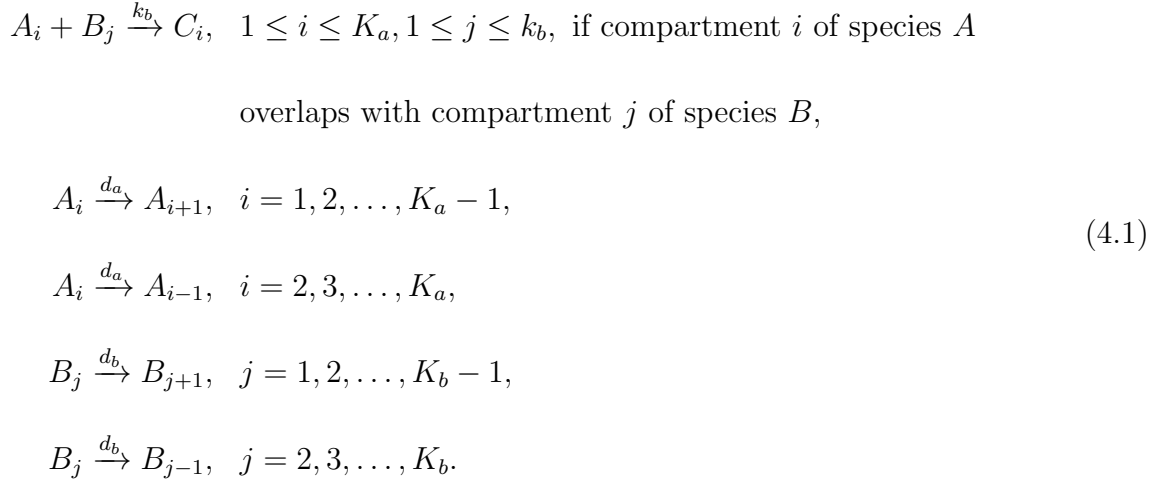 A_i + B_j \xrightarrow{k_b} C_i, 1 ≤ i ≤ K_a, 1 ≤ j ≤ k_b, if compartment i of species A
overlaps with compartment j of species B,
A_i \xrightarrow{d_a} A_{i+1}, i = 1, 2, …, K_a − 1,
(4.1)
A_i \xrightarrow{d_a} A_{i−1}, i = 2, 3, …, K_a,
B_j \xrightarrow{d_b} B_{j+1}, j = 1, 2, …, K_b − 1,
B_j \xrightarrow{d_b} B_{j−1}, j = 2, 3, …, K_b.